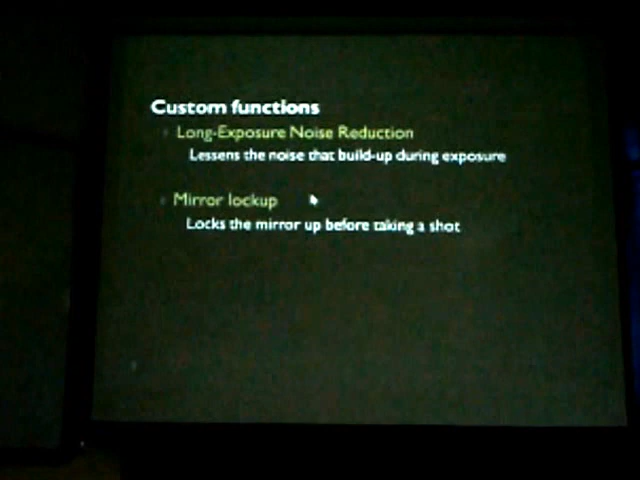 Custom functions
Long-Exposure Noise Reduction
Lessens the noise that build-up during exposure
Mirror lockup
Locks the mirror up before taking a shot